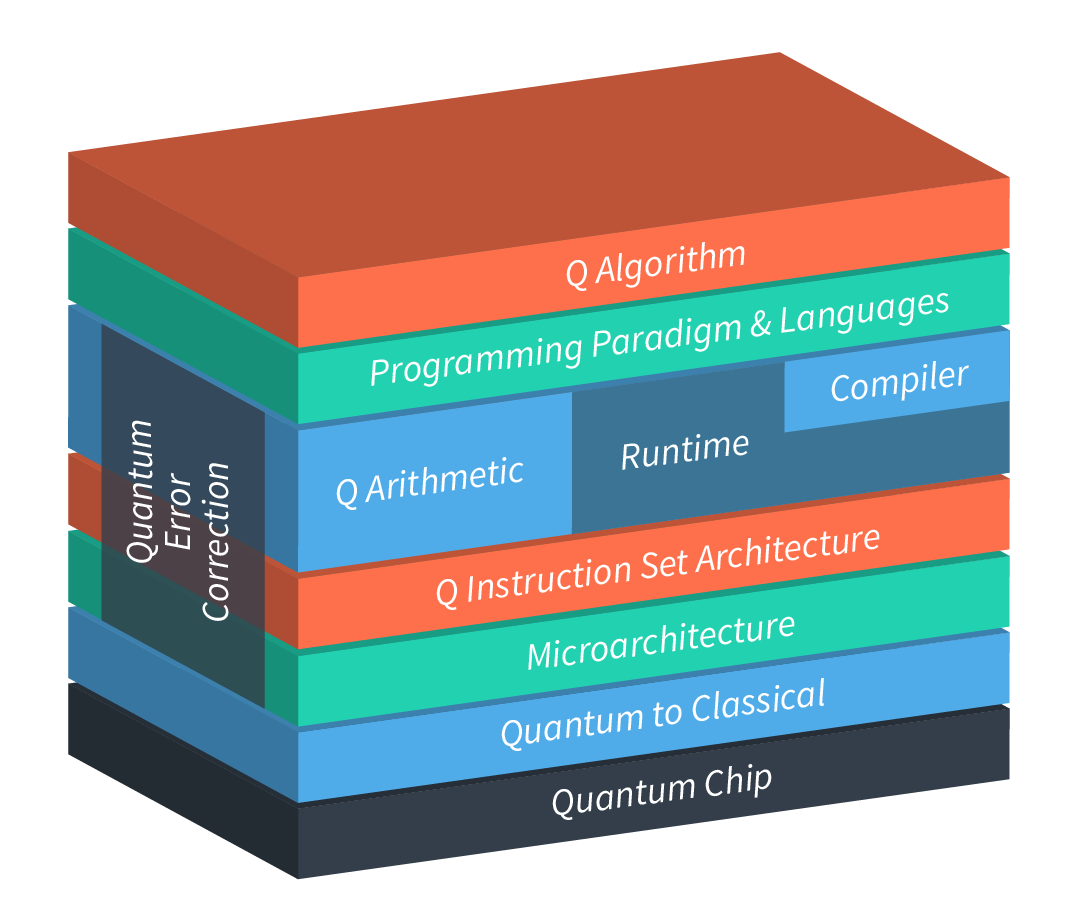 Q Algorithm
Programming Paradigm & Languages
Q Arithmetic
Runtime
Compiler
Quantum
Error
Correction
Q Instruction Set Architecture
Microarchitecture
Quantum to Classical
Quantum Chip